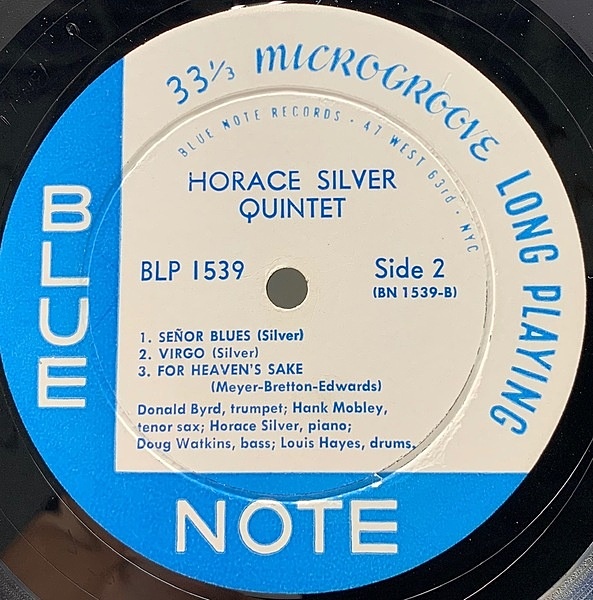 33⅓ MICROGROOVE LONG PLAYING
BLUE NOTE RECORDS · 47 WEST 63rd · NYC
HORACE SILVER
QUINTET
BLP 1539
Side 2
(BN 1539-B)
1. SEÑOR BLUES (Silver)
2. VIRGO (Silver)
3. FOR HEAVEN'S SAKE
(Meyer-Bretton-Edwards)
Donald Byrd, trumpet; Hank Mobley,
tenor sax; Horace Silver, piano;
Doug Watkins, bass; Louis Hayes, drums.
BLUE
NOTE